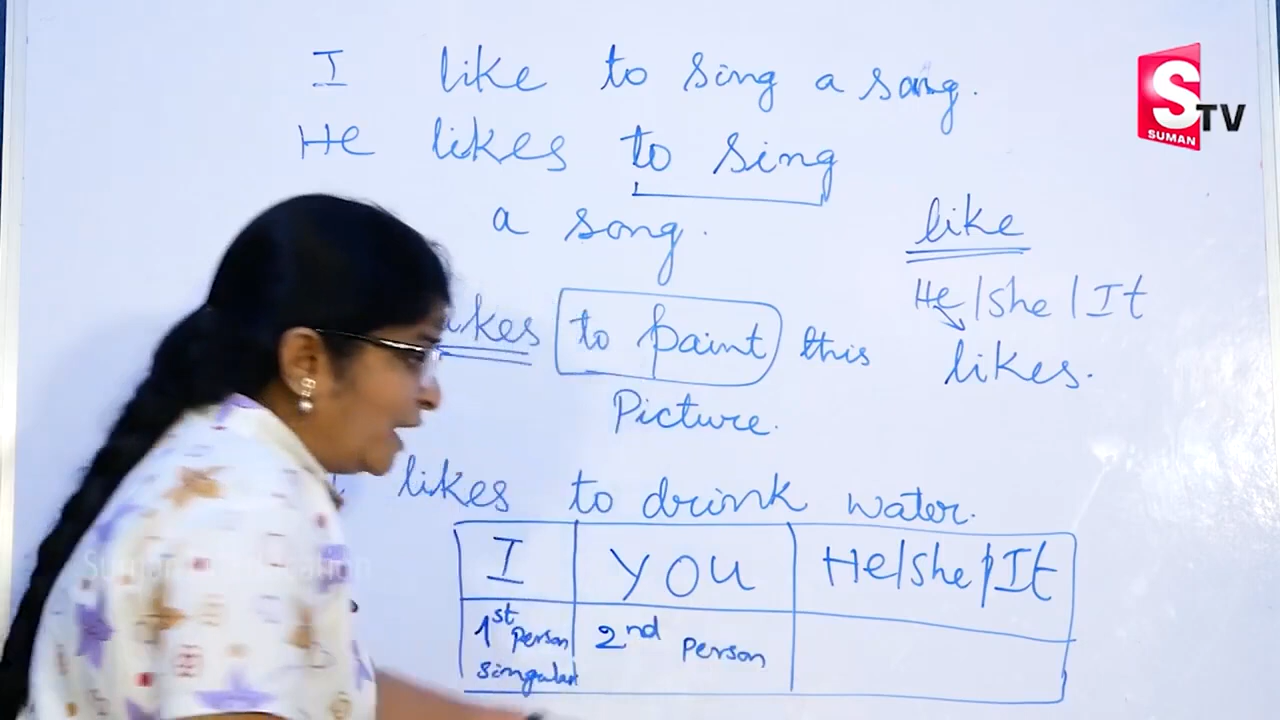 I like to sing a song.
He likes to sing
a song.
likes to paint this
Picture.
likes to drink water.
like
He/She/It
likes.
I YOU He/She/It
1st person singular
2nd person
S TV
SUMAN